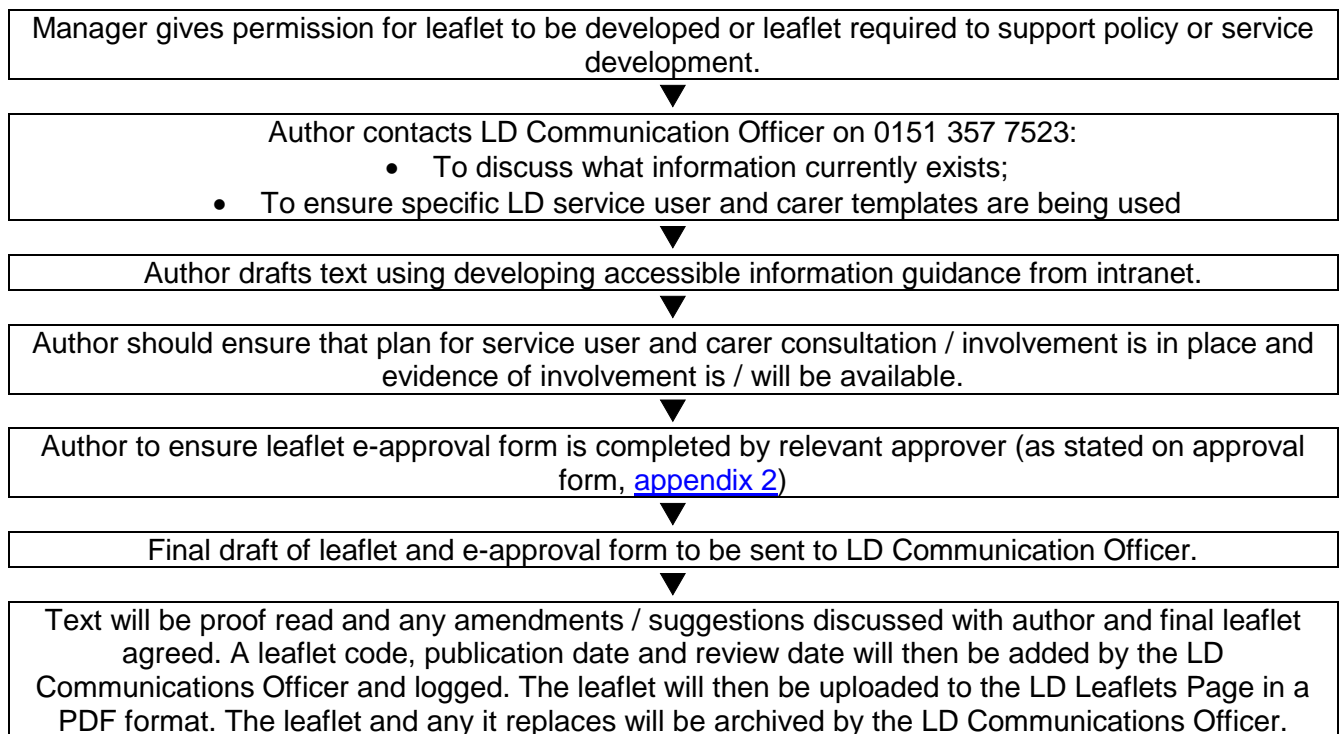 Manager gives permission for leaflet to be developed or leaflet required to support policy or service
development.
Author contacts LD Communication Officer on 0151 357 7523:
• To discuss what information currently exists;
• To ensure specific LD service user and carer templates are being used
Author drafts text using developing accessible information guidance from intranet.
Author should ensure that plan for service user and carer consultation / involvement is in place and
evidence of involvement is / will be available.
Author to ensure leaflet e-approval form is completed by relevant approver (as stated on approval
form, appendix 2)
Final draft of leaflet and e-approval form to be sent to LD Communication Officer.
Text will be proof read and any amendments / suggestions discussed with author and final leaflet
agreed. A leaflet code, publication date and review date will then be added by the LD
Communications Officer and logged. The leaflet will then be uploaded to the LD Leaflets Page in a
PDF format. The leaflet and any it replaces will be archived by the LD Communications Officer.